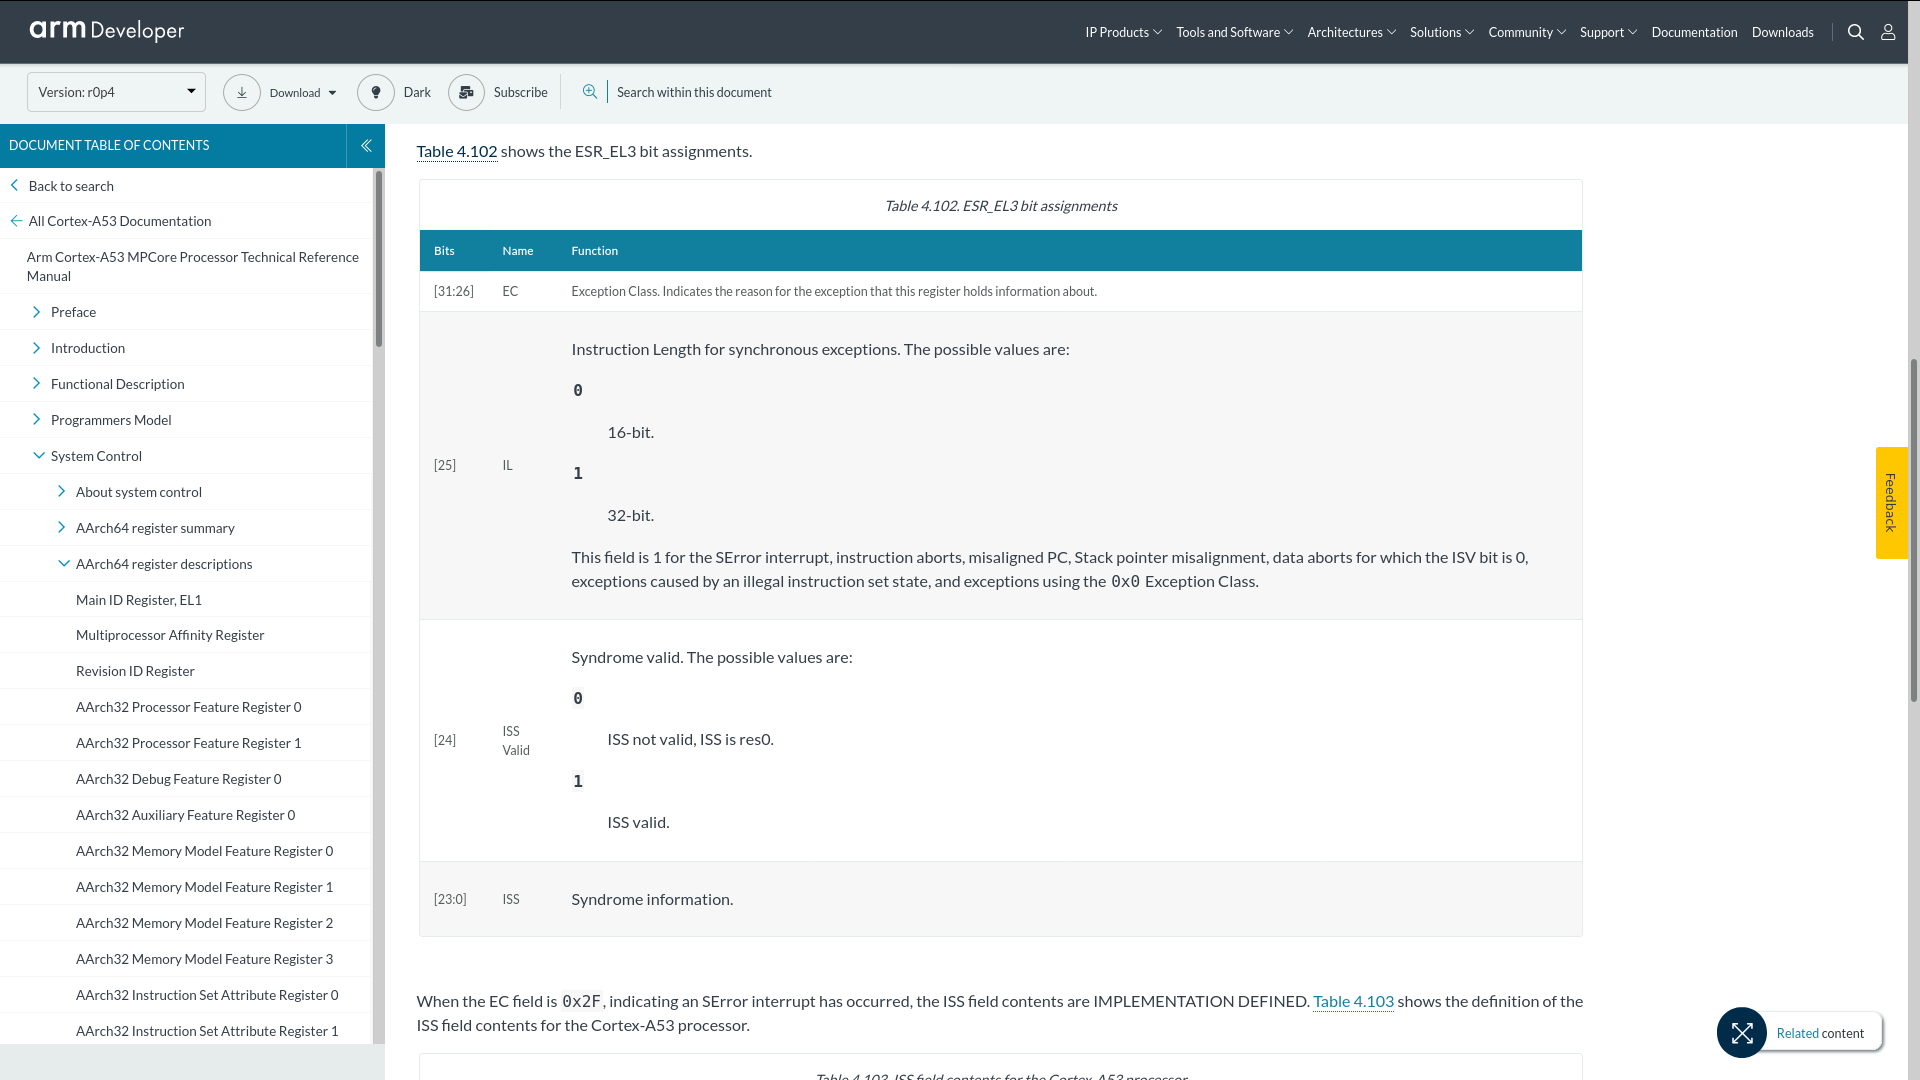 arm Developer
IP Products
Tools and Software
Architectures
Solutions
Community
Support
Documentation
Downloads
Version: r0p4
Download
Dark
Subscribe
Search within this document
DOCUMENT TABLE OF CONTENTS
Back to search
All Cortex-A53 Documentation
Arm Cortex-A53 MPCore Processor Technical Reference
Manual
Preface
Introduction
Functional Description
Programmers Model
System Control
About system control
AArch64 register summary
AArch64 register descriptions
Main ID Register, EL1
Multiprocessor Affinity Register
Revision ID Register
AArch32 Processor Feature Register 0
AArch32 Processor Feature Register 1
AArch32 Debug Feature Register 0
AArch32 Auxiliary Feature Register 0
AArch32 Memory Model Feature Register 0
AArch32 Memory Model Feature Register 1
AArch32 Memory Model Feature Register 2
AArch32 Memory Model Feature Register 3
AArch32 Instruction Set Attribute Register 0
AArch32 Instruction Set Attribute Register 1
Table 4.102 shows the ESR_EL3 bit assignments.
Table 4.102. ESR_EL3 bit assignments
Bits Name Function
[31:26] EC Exception Class. Indicates the reason for the exception that this register holds information about.
[25] IL
Instruction Length for synchronous exceptions. The possible values are:
0
16-bit.
1
32-bit.
This field is 1 for the SError interrupt, instruction aborts, misaligned PC, Stack pointer misalignment, data aborts for which the ISV bit is 0,
exceptions caused by an illegal instruction set state, and exceptions using the 0x0 Exception Class.
[24] ISS
Valid
Syndrome valid. The possible values are:
0
ISS not valid, ISS is res0.
1
ISS valid.
[23:0] ISS Syndrome information.
When the EC field is 0x2F, indicating an SError interrupt has occurred, the ISS field contents are IMPLEMENTATION DEFINED. Table 4.103 shows the definition of the
ISS field contents for the Cortex-A53 processor.
Table 4.103. ISS field contents for the Cortex-A53 processor
Feedback
Related content